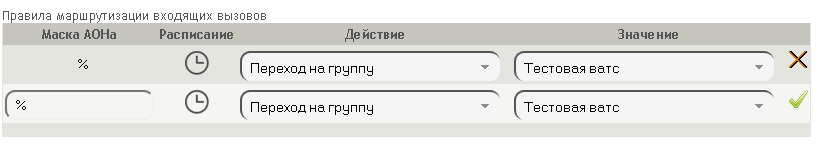 Правила маршрутизации входящих вызовов
Маска АОНа Расписание Действие Значение
% Переход на группу Тестовая ватс
% Переход на группу Тестовая ватс